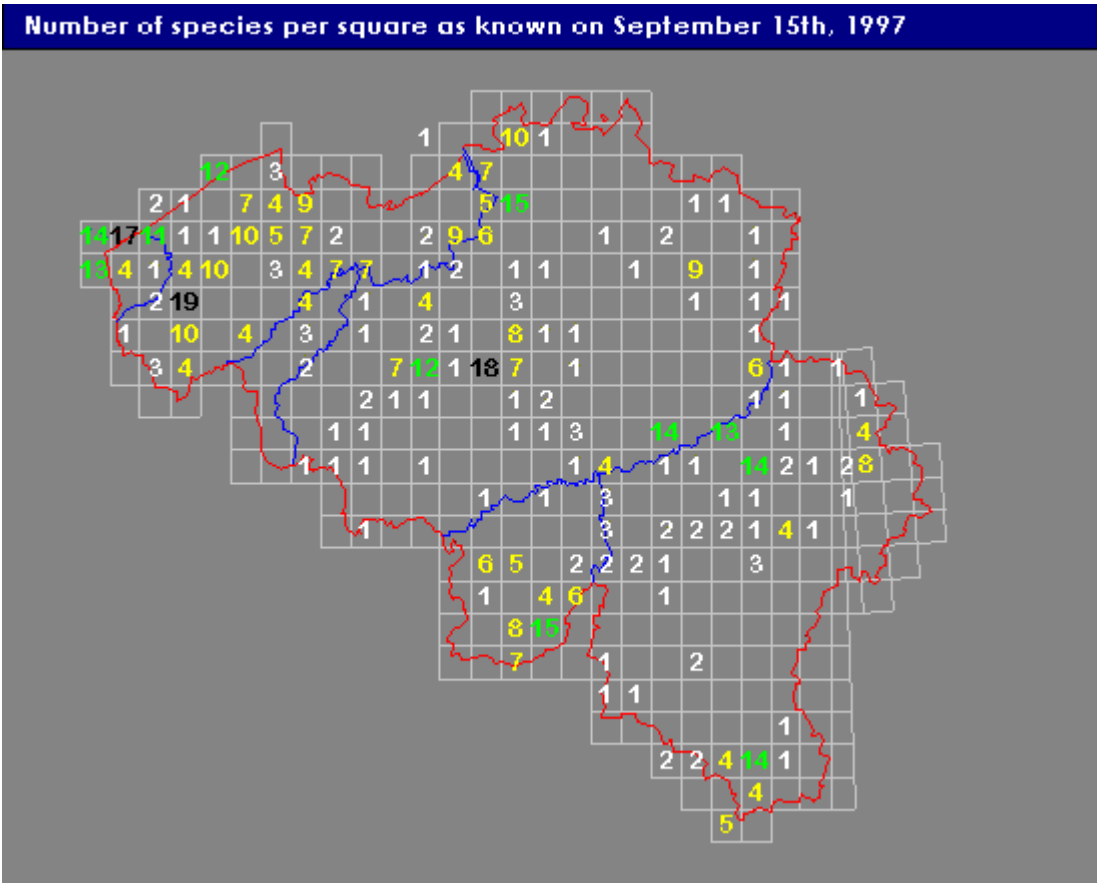 Number of species per square as known on September 15th, 1997
1 10 1
12 3 4 7
2 1 7 4 9 5 15 1 1
14 17 11 1 1 10 5 7 2 2 9 6 1 2 1
13 4 1 4 10 3 4 7 7 1 2 1 1 1 9 1
2 19 4 1 4 3 1 1 1
1 10 4 3 1 2 1 8 1 1 1
3 4 2 7 12 1 18 7 1 6 1 1
2 1 1 1 2 1 1 1
1 1 1 1 3 14 13 1 4
1 1 1 1 1 4 1 1 14 2 1 2 8
1 1 3 1 1 1
1 3 2 2 2 1 4 1
6 5 2 2 2 1 3
1 4 6 1
8 15
7 1 2
1 1
1
2 2 4 14 1
4
5